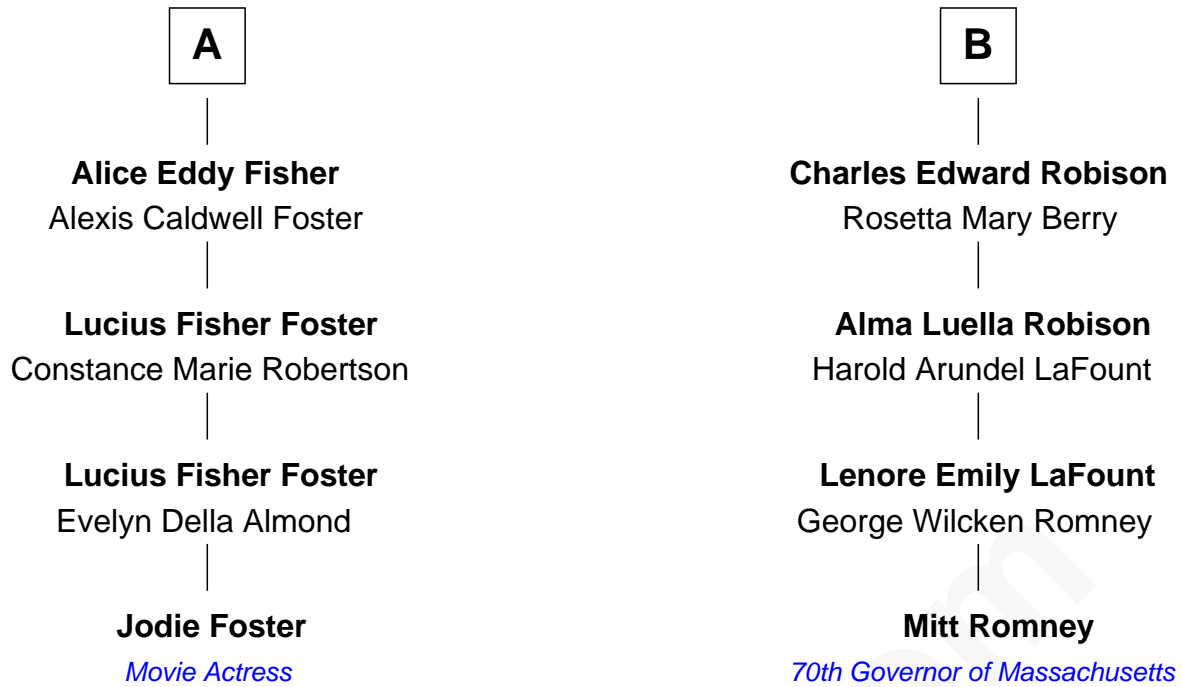 A
B
Alice Eddy Fisher
Alexis Caldwell Foster
Charles Edward Robison
Rosetta Mary Berry
Lucius Fisher Foster
Constance Marie Robertson
Alma Luella Robison
Harold Arundel LaFount
Lucius Fisher Foster
Evelyn Della Almond
Lenore Emily LaFount
George Wilcken Romney
Jodie Foster
Movie Actress
Mitt Romney
70th Governor of Massachusetts
om